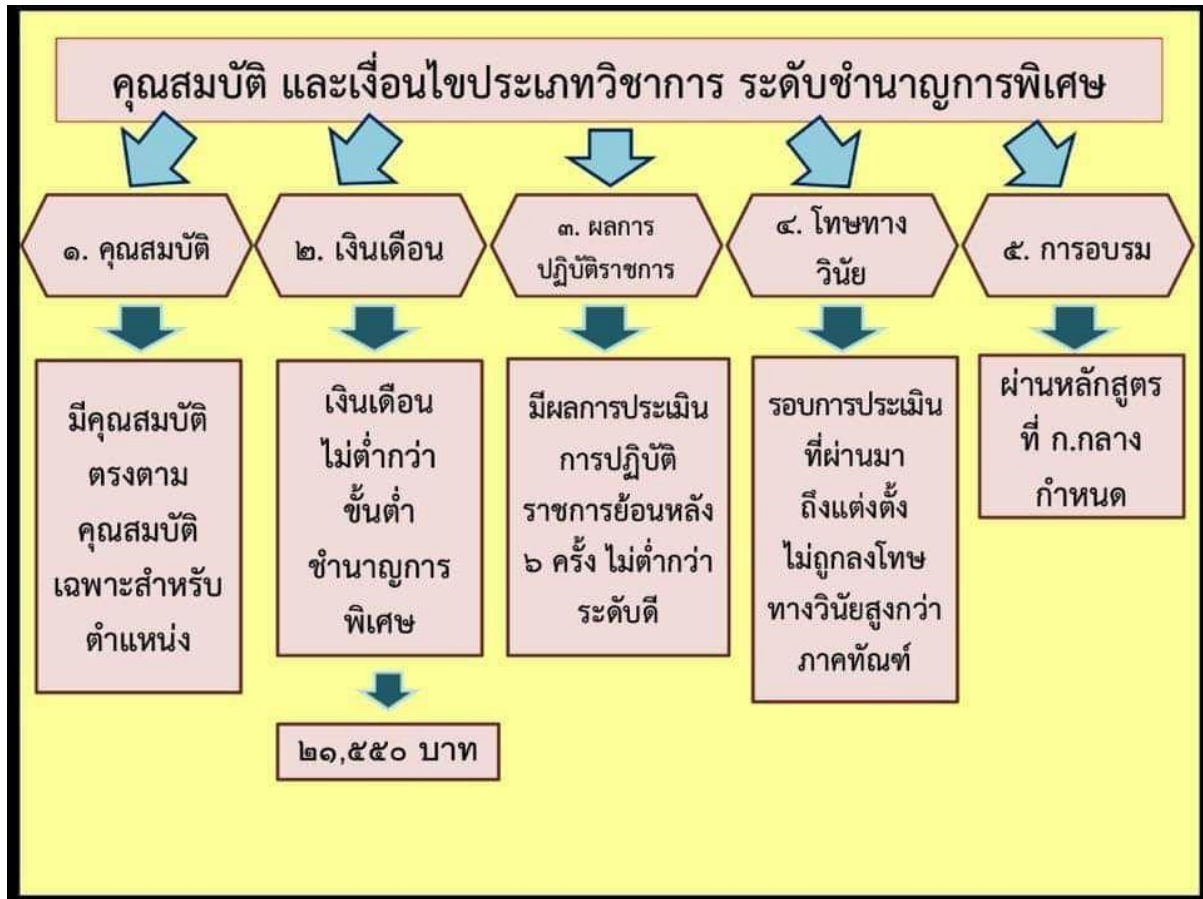 คุณสมบัติ และเงื่อนไขประเภทวิชาการ ระดับชำนาญการพิเศษ
๑. คุณสมบัติ
๒. เงินเดือน
๓. ผลการ
ปฏิบัติราชการ
๔. โทษทาง
วินัย
๕. การอบรม
มีคุณสมบัติ
ตรงตาม
คุณสมบัติ
เฉพาะสำหรับ
ตำแหน่ง
เงินเดือน
ไม่ต่ำกว่า
ขั้นต่ำ
ชำนาญการ
พิเศษ
๒๑,๕๕๐ บาท
มีผลการประเมิน
การปฏิบัติ
ราชการย้อนหลัง
๖ ครั้ง ไม่ต่ำกว่า
ระดับดี
รอบการประเมิน
ที่ผ่านมา
ถึงแต่งตั้ง
ไม่ถูกลงโทษ
ทางวินัยสูงกว่า
ภาคทัณฑ์
ผ่านหลักสูตร
ที่ ก.กลาง
กำหนด